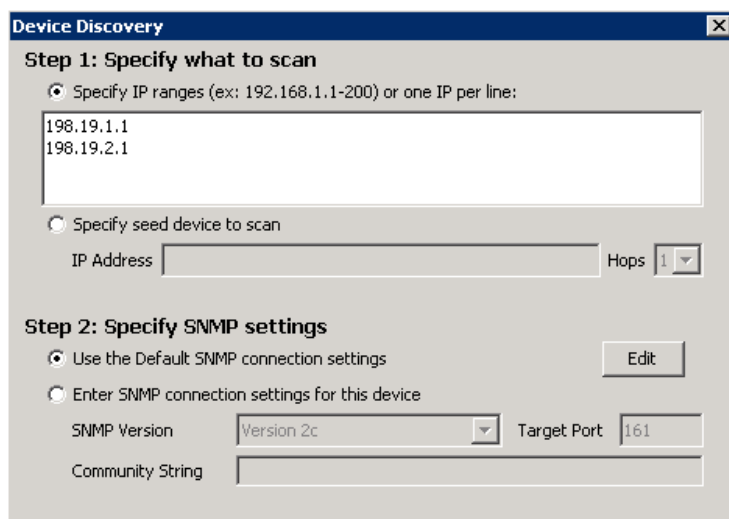 Device Discovery
Step 1: Specify what to scan
Specify IP ranges (ex: 192.168.1.1-200) or one IP per line:
198.19.1.1
198.19.2.1
Specify seed device to scan
IP Address Hops 1
Step 2: Specify SNMP settings
Use the Default SNMP connection settings Edit
Enter SNMP connection settings for this device
SNMP Version Version 2c Target Port 161
Community String